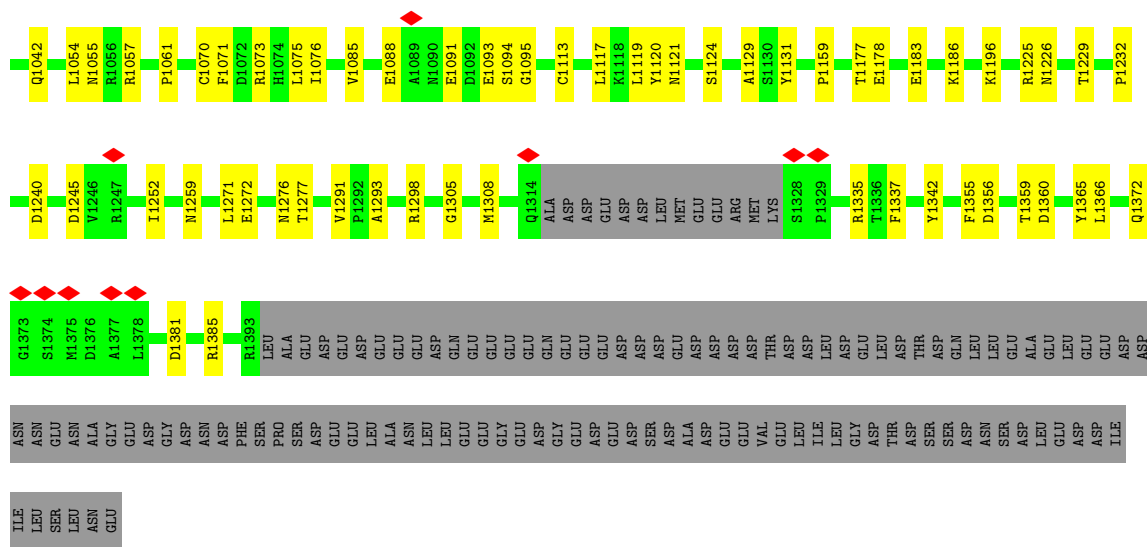 Q1042 L1054 N1055 R1056 R1057 P1061 C1070 F1071 D1072 R1073 H1074 L1075 I1076 V1085 E1088 A1089 N1090 E1091 D1092 E1093 S1094 G1095 C1113 L1117 K1118 L1119 Y1120 N1121 S1124 A1129 S1130 Y1131 P1159 T1177 E1178 E1183 K1186 K1196 R1225 N1226 T1229 P1232
D1240 D1245 V1246 R1247 I1252 N1259 L1271 E1272 N1276 T1277 V1291 P1292 A1293 R1298 G1305 M1308 Q1314 ALA ASP ASP GLU ASP ASP LEU MET GLU GLU ARG MET LYS S1328 P1329 R1335 T1336 F1337 Y1342 F1355 D1356 T1359 D1360 Y1365 L1366 Q1372
G1373 S1374 M1375 D1376 A1377 L1378 D1381 R1385 R1393 LEU ALA GLU ASP GLU ASP GLU GLU GLU ASP GLN GLU GLU GLU GLU GLN GLU GLU GLU ASP ASP ASP GLU ASP ASP ASP ASP THR ASP ASP LEU ASP GLU LEU ASP THR ASP GLN LEU LEU GLU ALA GLU LEU GLU GLU ASP ASP
ASN ASN GLU ASN ALA GLY GLU ASP GLY ASP ASN ASP PHE SER PRO SER ASP GLU GLU LEU ALA ASN LEU LEU GLU GLU GLY GLU ASP GLY GLU ASP GLU ASP SER ASP ALA ASP GLU GLU VAL GLU LEU ILE LEU GLY ASP THR ASP SER SER ASP ASN SER ASP LEU GLU ASP ASP ILE
ILE LEU SER LEU ASN GLU